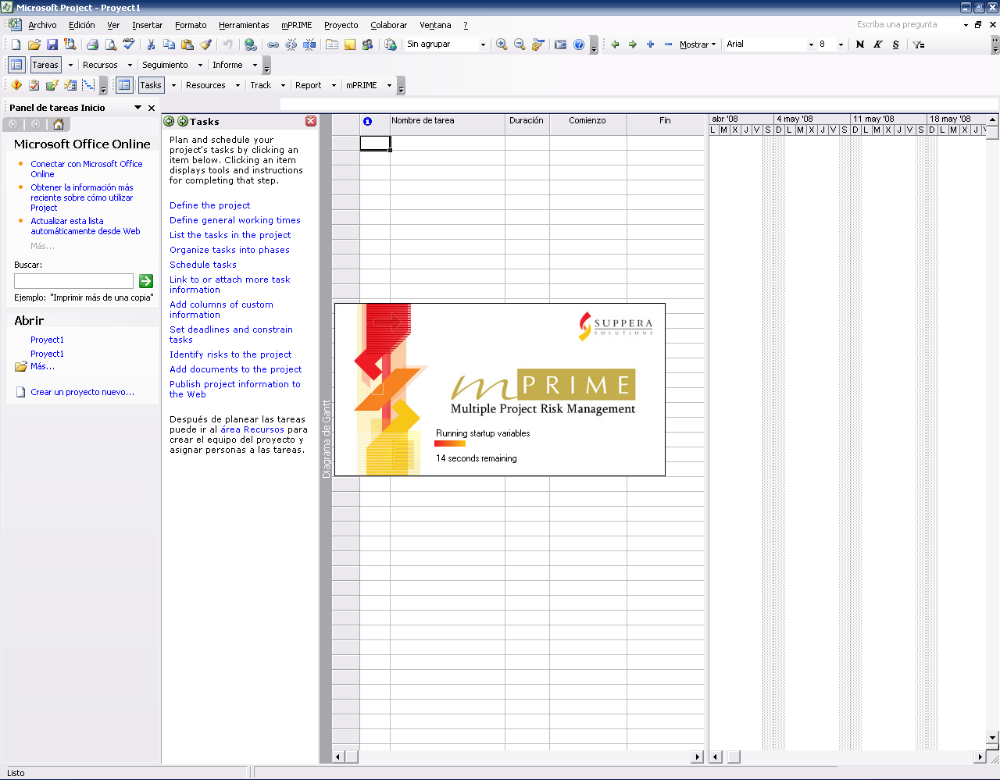 Microsoft Project - Proyect1
Archivo Edición Ver Insertar Formato Herramientas mPRIME Proyecto Colaborar Ventana ? Escriba una pregunta
Sin agrupar Mostrar Arial 8 N K S
Tareas Recursos Seguimiento Informe
Tasks Resources Track Report mPRIME
Panel de tareas Inicio
Microsoft Office Online
Conectar con Microsoft Office
Online
Obtener la información más
reciente sobre cómo utilizar
Project
Actualizar esta lista
automáticamente desde Web
Más...
Buscar:
Ejemplo: "Imprimir más de una copia"
Abrir
Proyect1
Proyect1
Más...
Crear un proyecto nuevo...
Tasks
Plan and schedule your
project's tasks by clicking an
item below. Clicking an item
displays tools and instructions
for completing that step.
Define the project
Define general working times
List the tasks in the project
Organize tasks into phases
Schedule tasks
Link to or attach more task
information
Add columns of custom
information
Set deadlines and constrain
tasks
Identify risks to the project
Add documents to the project
Publish project information to
the Web
Después de planear las tareas
puede ir al área Recursos para
crear el equipo del proyecto y
asignar personas a las tareas.
Diagrama de Gantt
Nombre de tarea Duración Comienzo Fin
abr '08 4 may '08 11 may '08 18 may '08
L M X J V S D L M X J V S D L M X J V S D L M X J V
SUPPERA
SOLUTIONS
mPRIME
Multiple Project Risk Management
Running startup variables
14 seconds remaining
Listo